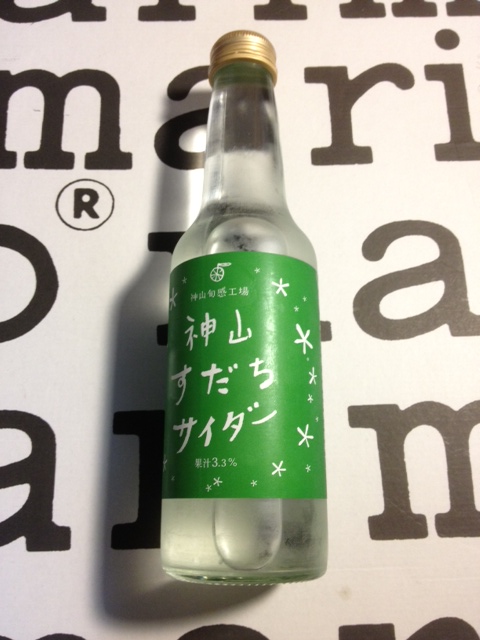 mari
®
神山旬感工場
神山
すだち
サイダー
果汁3.3%